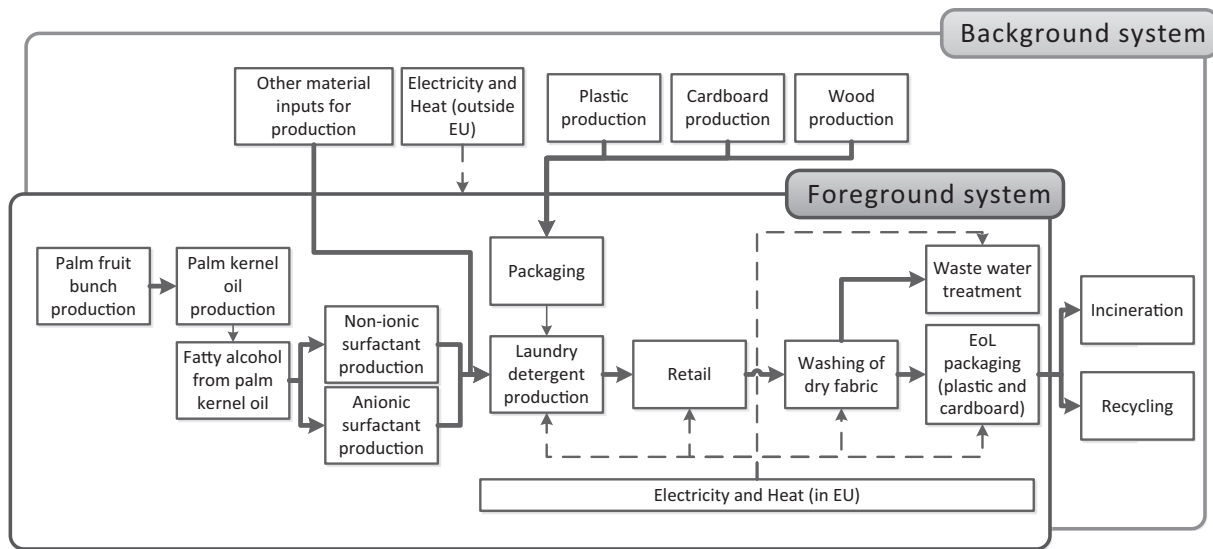 Background system
Other material
inputs for
production
Electricity and
Heat (outside
EU)
Plastic
production
Cardboard
production
Wood
production
Foreground system
Palm fruit
bunch
production
Palm kernel
oil
production
Packaging
Waste water
treatment
Incineration
Non-ionic
surfactant
production
Fatty alcohol
from palm
kernel oil
Laundry
detergent
production
Retail
Washing of
dry fabric
EoL
packaging
(plastic and
cardboard)
Anionic
surfactant
production
Recycling
Electricity and Heat (in EU)